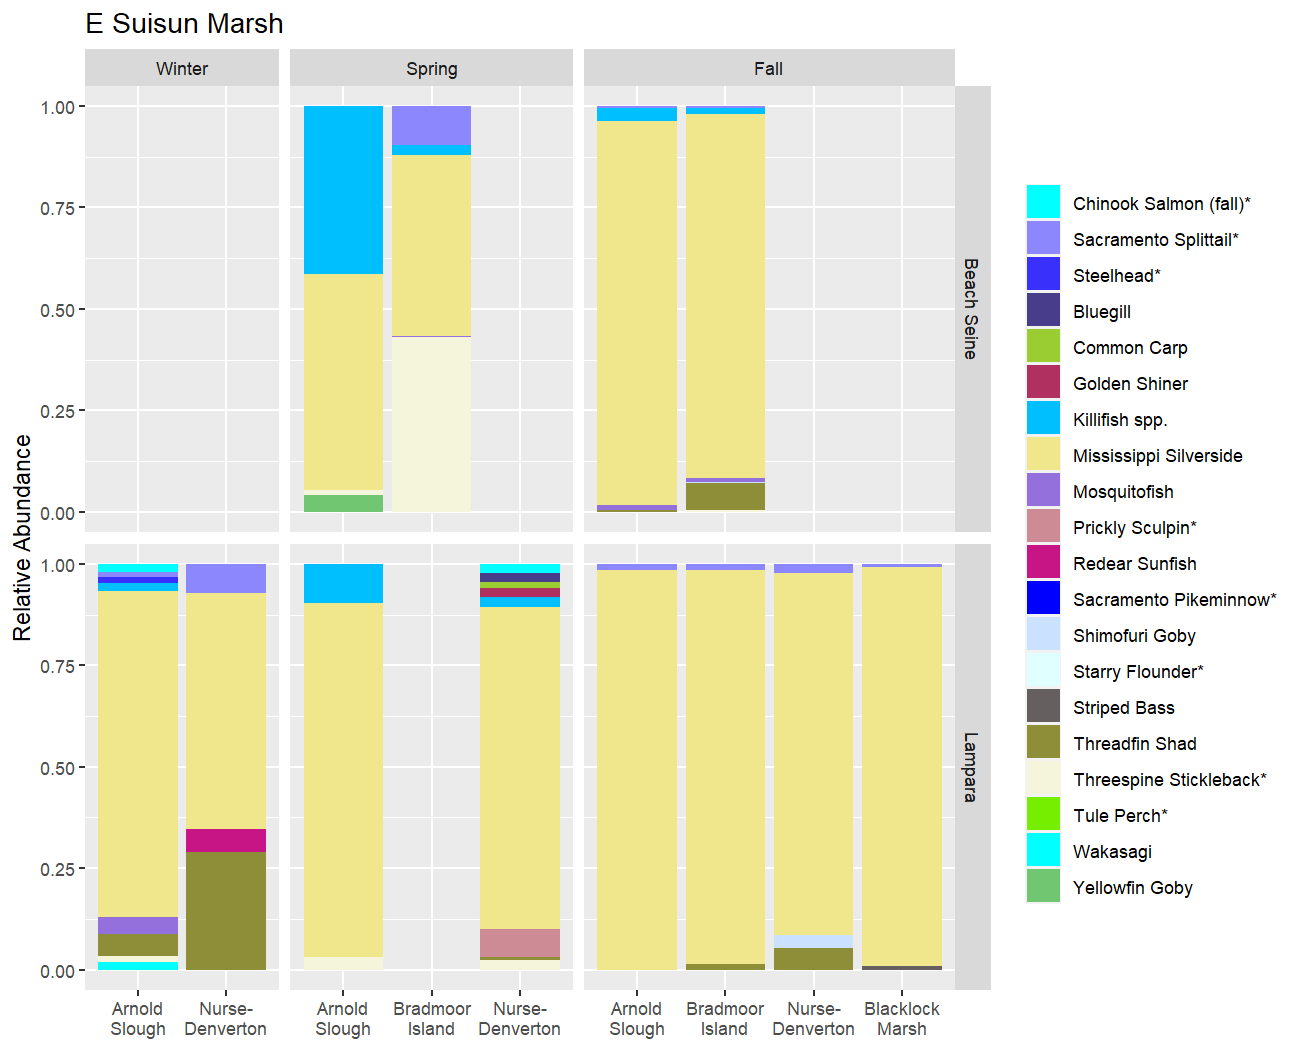 E Suisun Marsh
Winter
Spring
Fall
1.00
0.75
0.50
0.25
0.00
Beach Seine
1.00
0.75
0.50
0.25
0.00
Lampara
Relative Abundance
Arnold
Slough
Nurse-
Denverton
Arnold
Slough
Bradmoor
Island
Nurse-
Denverton
Arnold
Slough
Bradmoor
Island
Nurse-
Denverton
Blacklock
Marsh
Chinook Salmon (fall)*
Sacramento Splittail*
Steelhead*
Bluegill
Common Carp
Golden Shiner
Killifish spp.
Mississippi Silverside
Mosquitofish
Prickly Sculpin*
Redear Sunfish
Sacramento Pikeminnow*
Shimofuri Goby
Starry Flounder*
Striped Bass
Threadfin Shad
Threespine Stickleback*
Tule Perch*
Wakasagi
Yellowfin Goby